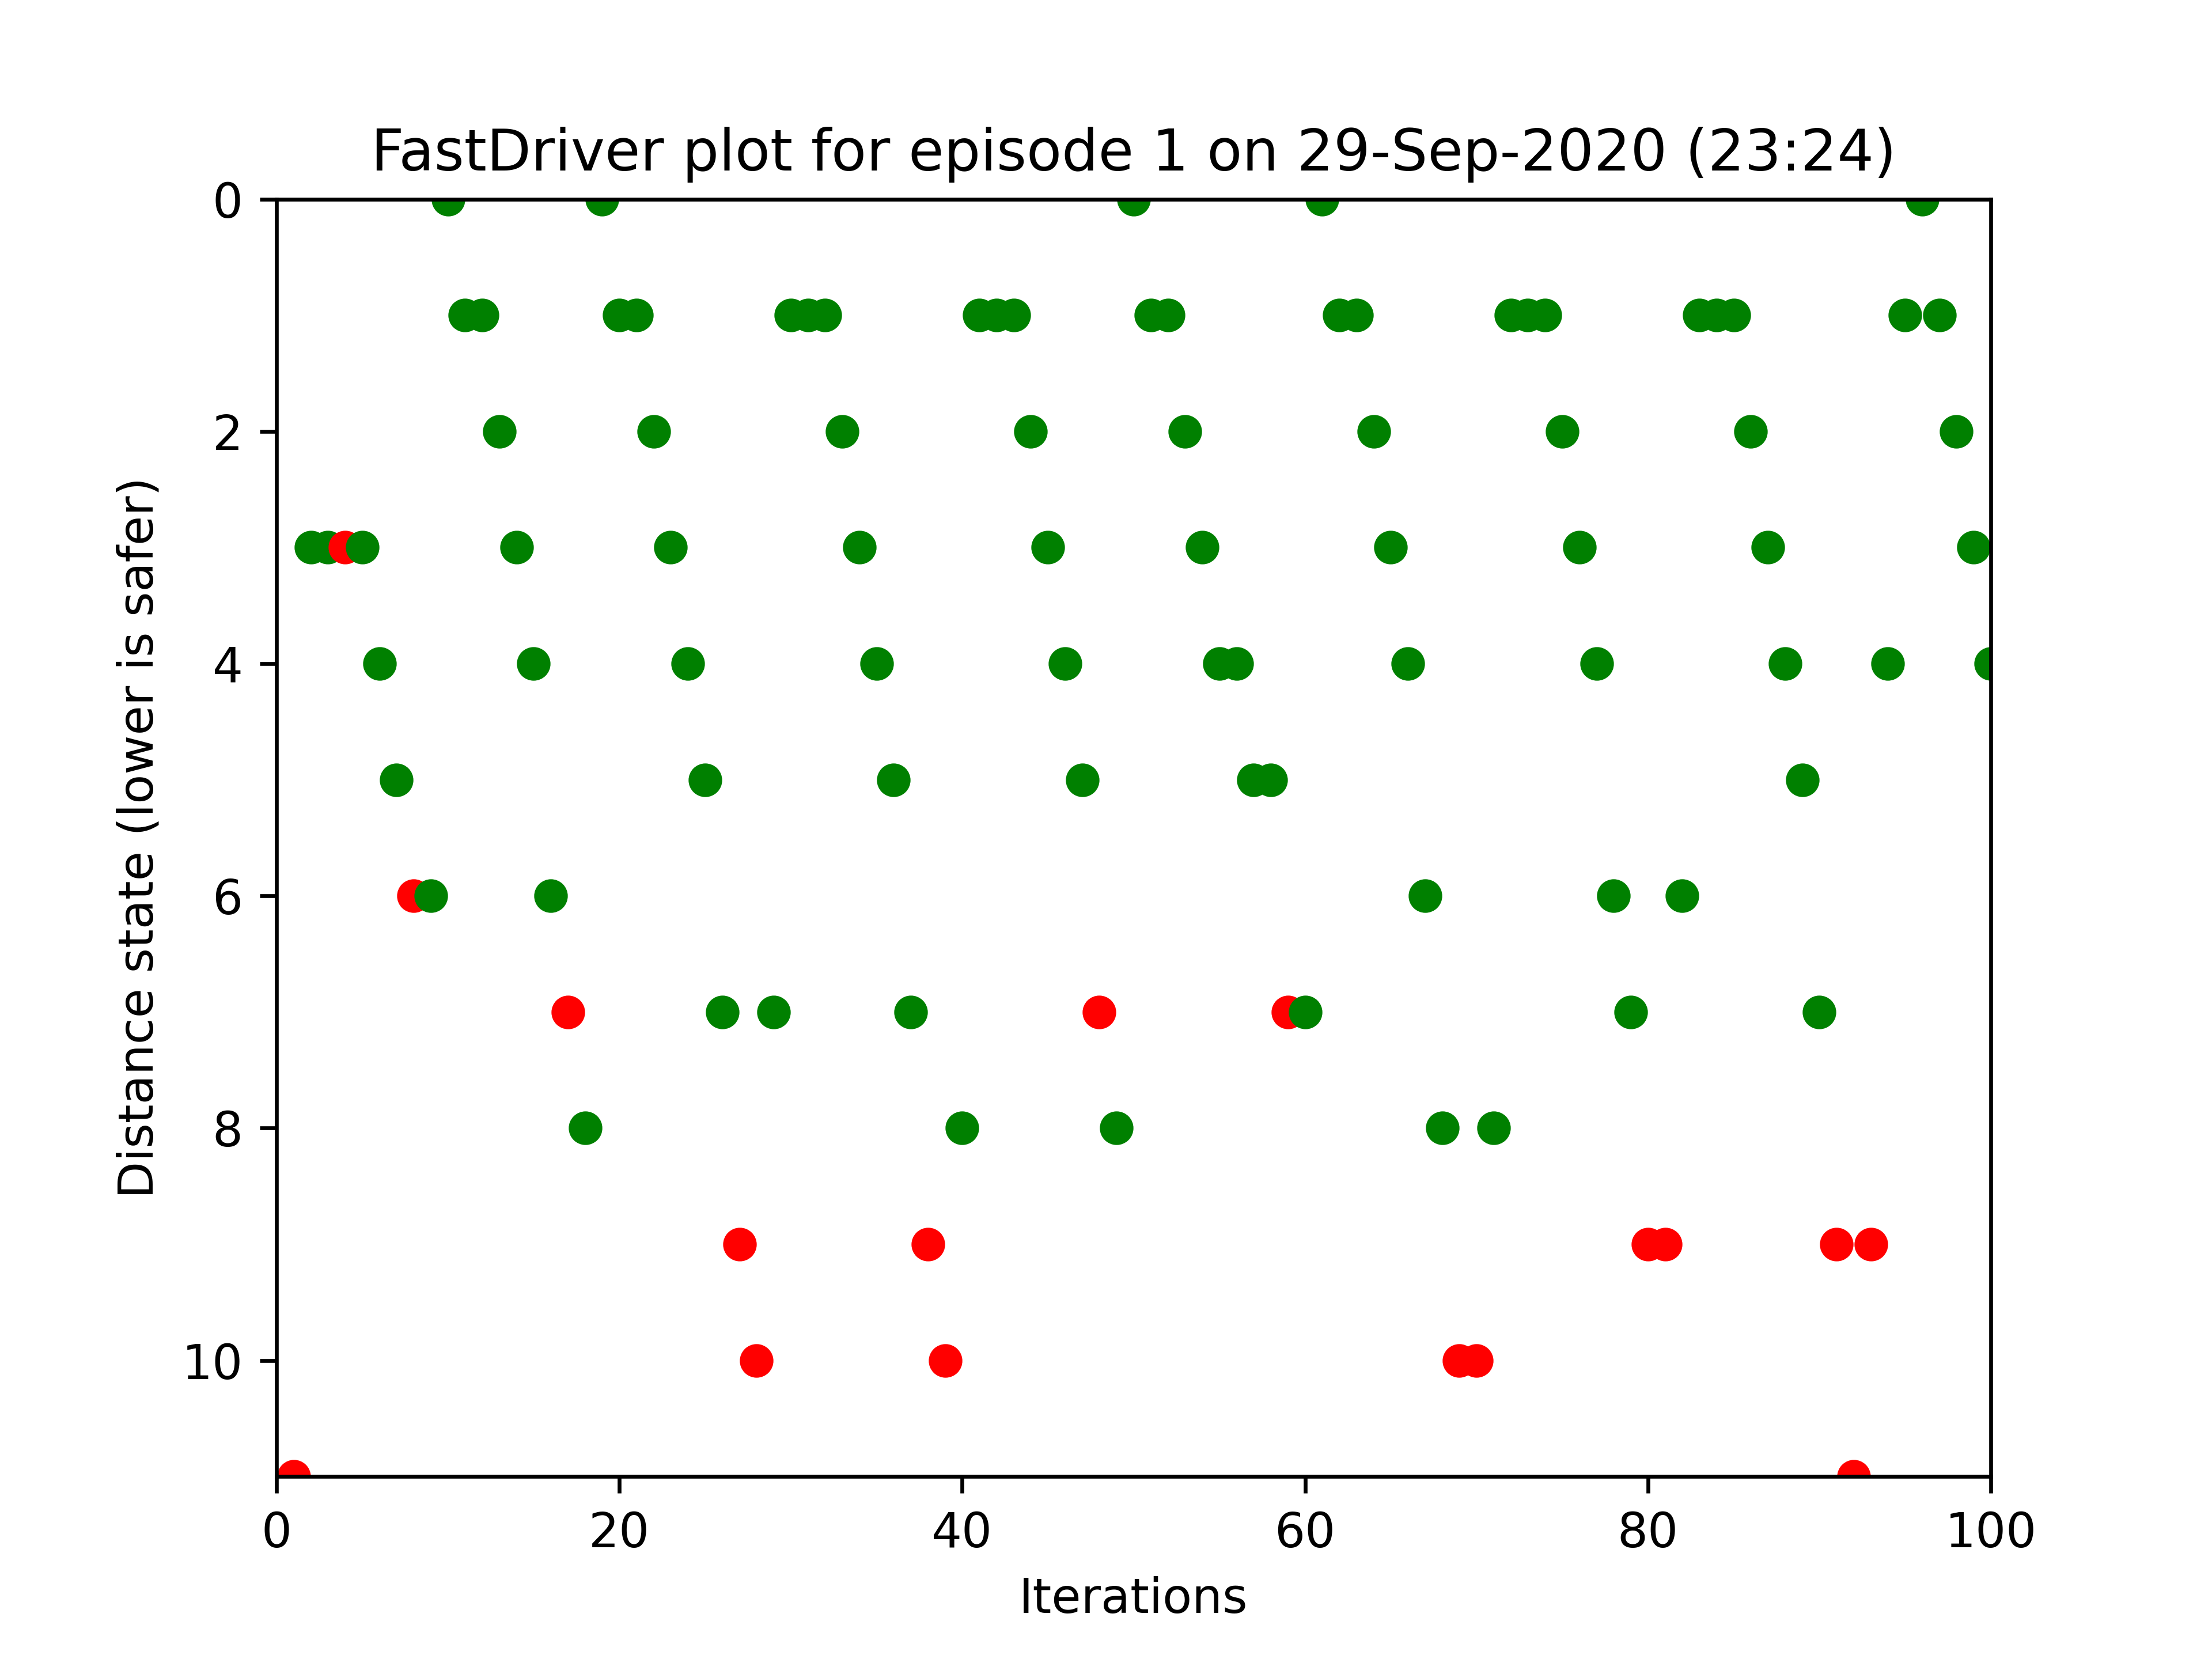 FastDriver plot for episode 1 on 29-Sep-2020 (23:24)
0
2
4
6
8
10
Distance state (lower is safer)
0 20 40 60 80 100
Iterations